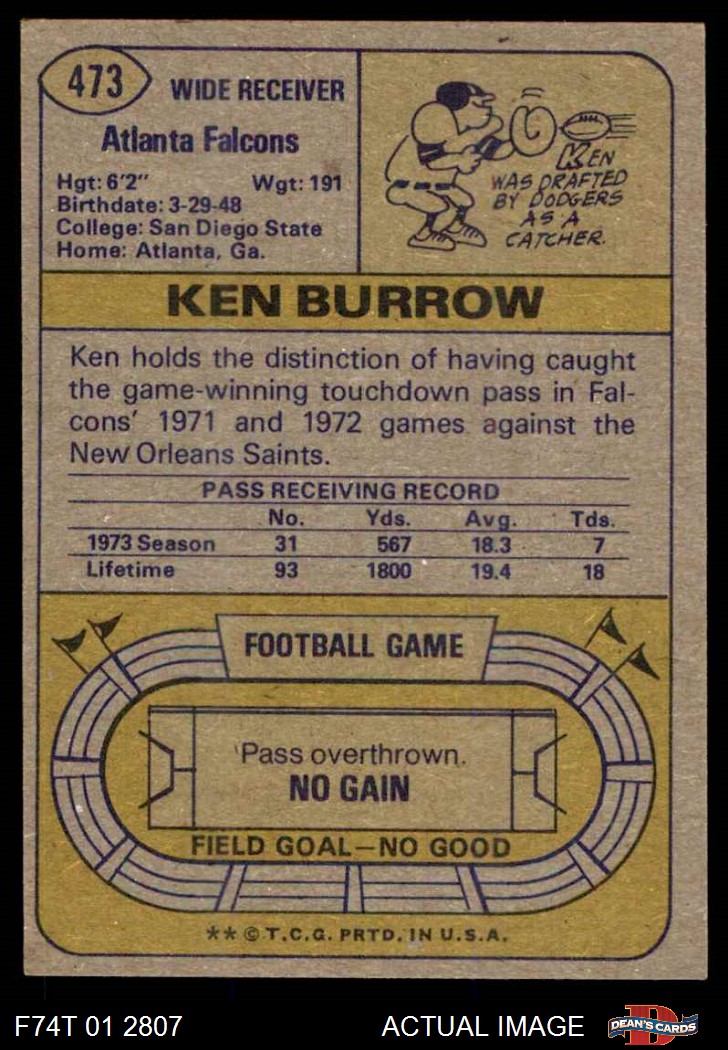 473
WIDE RECEIVER
Atlanta Falcons
Hgt: 6'2" Wgt: 191
Birthdate: 3-29-48
College: San Diego State
Home: Atlanta, Ga.
KEN
WAS DRAFTED
BY DODGERS
AS A
CATCHER.
KEN BURROW
Ken holds the distinction of having caught
the game-winning touchdown pass in Fal-
cons' 1971 and 1972 games against the
New Orleans Saints.
PASS RECEIVING RECORD
No. Yds. Avg. Tds.
1973 Season 31 567 18.3 7
Lifetime 93 1800 19.4 18
FOOTBALL GAME
Pass overthrown.
NO GAIN
FIELD GOAL—NO GOOD
** © T.C.G. PRTD. IN U.S.A.
F74T 01 2807 ACTUAL IMAGE DEAN'S CARDS